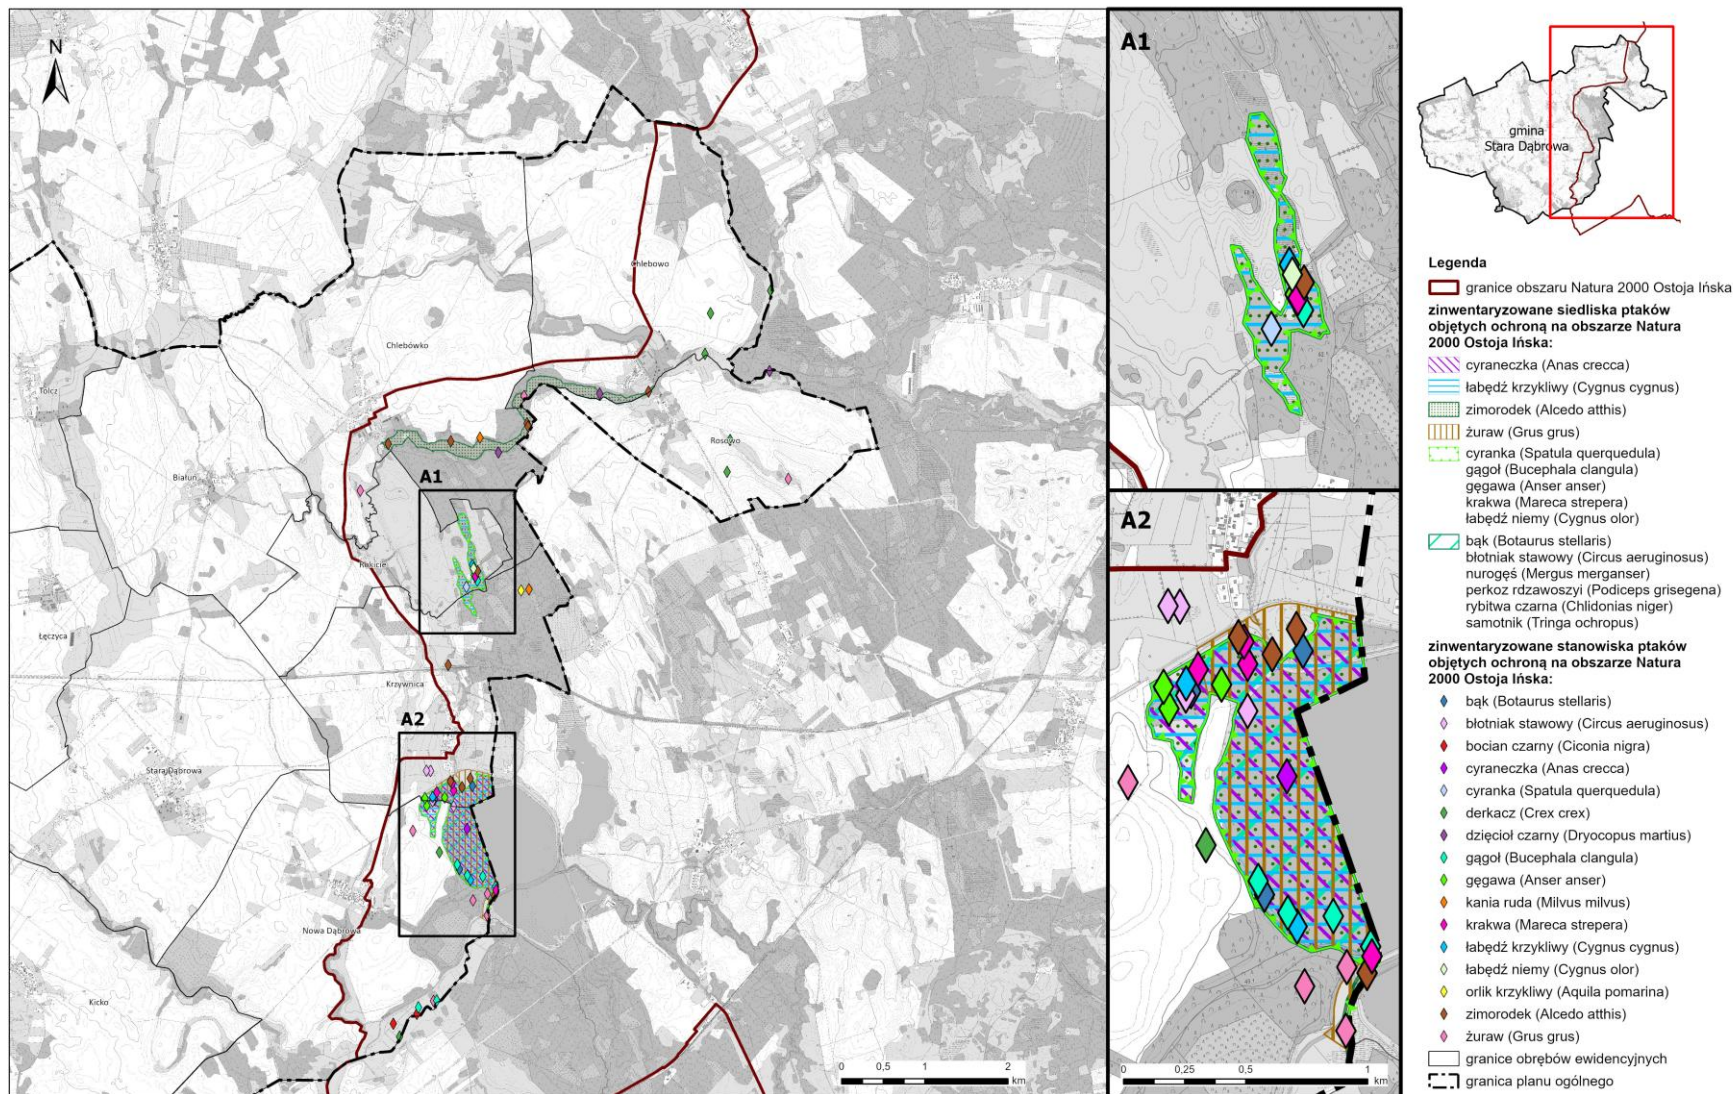 N
Chlebowo
Chlebówko
Tolcz
Rosowo
Białuń
A1
Rokicie
Łęczyca
Krzywnica
A2
Stara Dąbrowa
Nowa Dąbrowa
Kicko
0 0,5 1 2
km
A1
A2
0 0,25 0,5 1
km
gmina
Stara Dąbrowa
Legenda
granice obszaru Natura 2000 Ostoja Ińska
zinwentaryzowane siedliska ptaków
objętych ochroną na obszarze Natura
2000 Ostoja Ińska:
cyraneczka (Anas crecca)
łabędź krzykliwy (Cygnus cygnus)
zimorodek (Alcedo atthis)
żuraw (Grus grus)
cyranka (Spatula querquedula)
gągoł (Bucephala clangula)
gęgawa (Anser anser)
krakwa (Mareca strepera)
łabędź niemy (Cygnus olor)
bąk (Botaurus stellaris)
błotniak stawowy (Circus aeruginosus)
nurogęś (Mergus merganser)
perkoz rdzawoszyi (Podiceps grisegena)
rybitwa czarna (Chlidonias niger)
samotnik (Tringa ochropus)
zinwentaryzowane stanowiska ptaków
objętych ochroną na obszarze Natura
2000 Ostoja Ińska:
bąk (Botaurus stellaris)
błotniak stawowy (Circus aeruginosus)
bocian czarny (Ciconia nigra)
cyraneczka (Anas crecca)
cyranka (Spatula querquedula)
derkacz (Crex crex)
dzięcioł czarny (Dryocopus martius)
gągoł (Bucephala clangula)
gęgawa (Anser anser)
kania ruda (Milvus milvus)
krakwa (Mareca strepera)
łabędź krzykliwy (Cygnus cygnus)
łabędź niemy (Cygnus olor)
orlik krzykliwy (Aquila pomarina)
zimorodek (Alcedo atthis)
żuraw (Grus grus)
granice obrębów ewidencyjnych
granica planu ogólnego